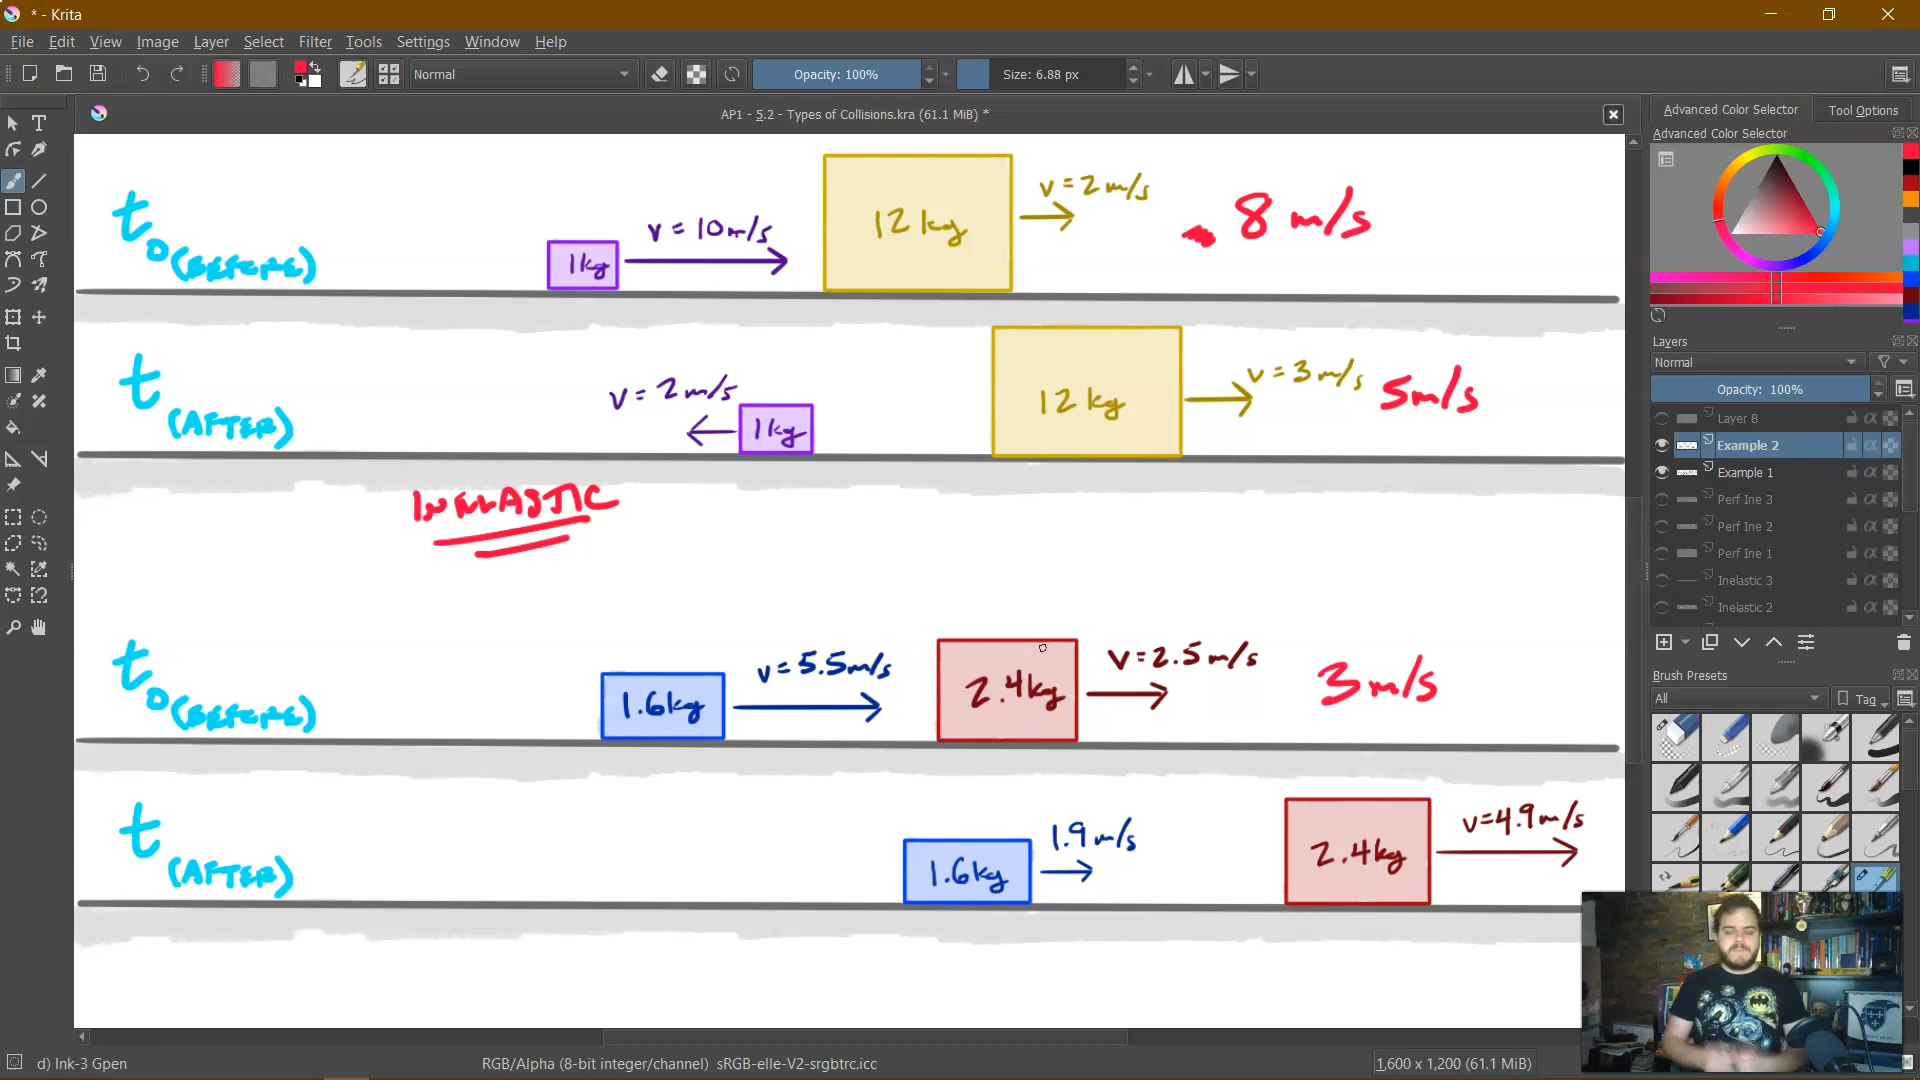 * - Krita
File Edit View Image Layer Select Filter Tools Settings Window Help
Normal
Opacity: 100%
Size: 6.88 px
AP1 - 5.2 - Types of Collisions.kra (61.1 MiB) *
Advanced Color Selector
Tool Options
Advanced Color Selector
t0(BEFORE)
1kg
v = 10m/s
12 kg
v = 2 m/s
8 m/s
t(AFTER)
v = 2 m/s
1kg
12 kg
v = 3 m/s
5m/s
INELASTIC
t0(BEFORE)
1.6kg
v = 5.5m/s
2.4kg
v = 2.5 m/s
3 m/s
t(AFTER)
1.6kg
1.9 m/s
2.4kg
v=4.9m/s
Layers
Normal
Opacity: 100%
Layer 8
Example 2
Example 1
Perf Ine 3
Perf Ine 2
Perf Ine 1
Inelastic 3
Inelastic 2
Brush Presets
All
Tag
d) Ink-3 Gpen
RGB/Alpha (8-bit integer/channel) sRGB-elle-V2-srgbtrc.icc
1,600 x 1,200 (61.1 MiB)